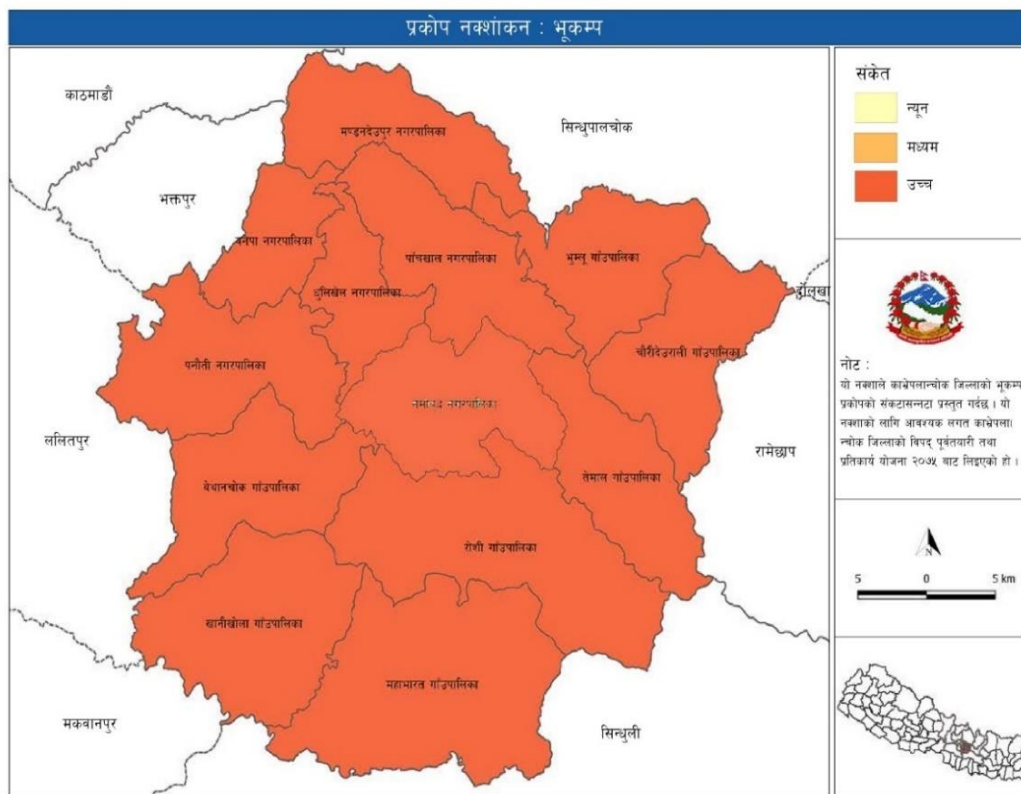 प्रकोप नक्शांकन : भूकम्प
काठमाडौं
भक्तपुर
ललितपुर
मकवानपुर
सिन्धुपालचोक
दोलखा
रामेछाप
सिन्धुली
मण्डनदेउपुर नगरपालिका
बनेपा नगरपालिका
पाँचखाल नगरपालिका
भुम्लू गाँउपालिका
धुलिखेल नगरपालिका
चौरीदेउराली गाँउपालिका
पनौती नगरपालिका
नगरपालिका
तेमाल गाँउपालिका
बेथानचोक गाँउपालिका
रोशी गाँउपालिका
खानीखोला गाँउपालिका
महाभारत गाँउपालिका
संकेत
न्यून
मध्यम
उच्च
नोट :
यो नक्शाले काभ्रेपलान्चोक जिल्लाको भूकम्प
प्रकोपको संकटासन्नटा प्रस्तुत गर्दछ । यो
नक्शाको लागि आवश्यक लगत काभ्रेपला
न्चोक जिल्लाको विपद् पूर्वतयारी तथा
प्रतिकार्य योजना २०७५ बाट लिइएको हो ।
N
5 0 5 km